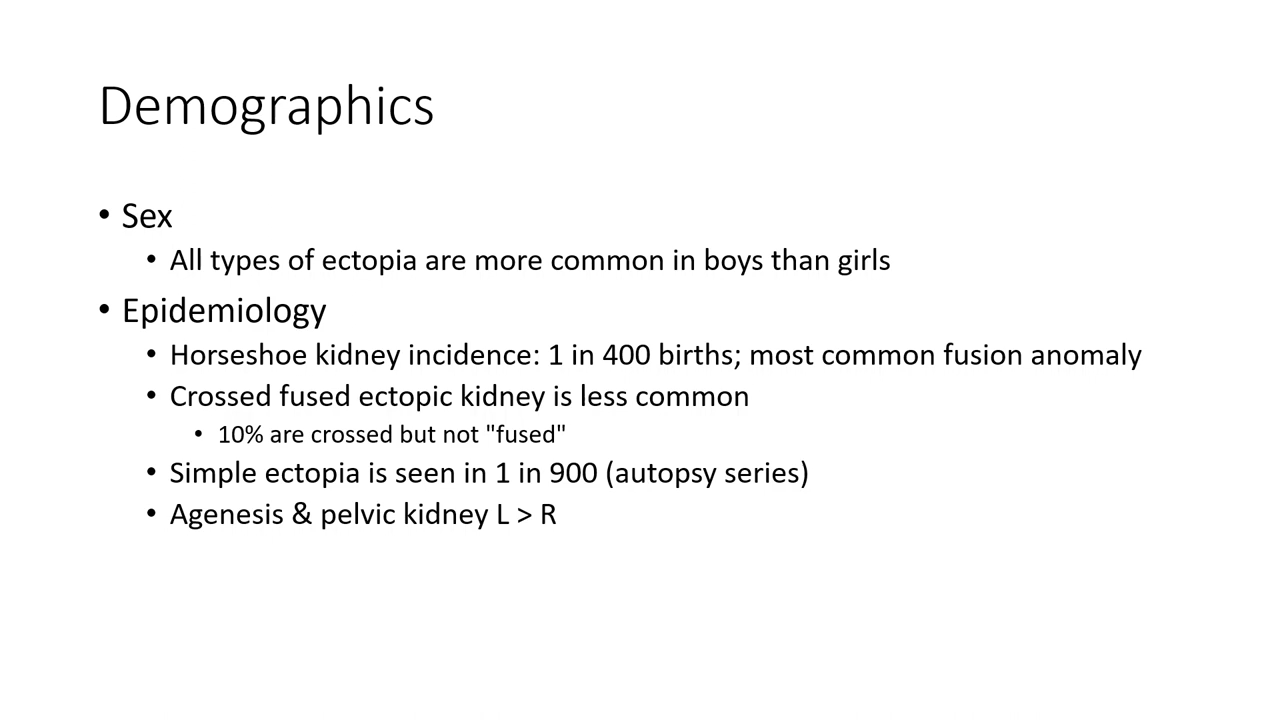 Demographics
• Sex
• All types of ectopia are more common in boys than girls
• Epidemiology
• Horseshoe kidney incidence: 1 in 400 births; most common fusion anomaly
• Crossed fused ectopic kidney is less common
• 10% are crossed but not "fused"
• Simple ectopia is seen in 1 in 900 (autopsy series)
• Agenesis & pelvic kidney L > R